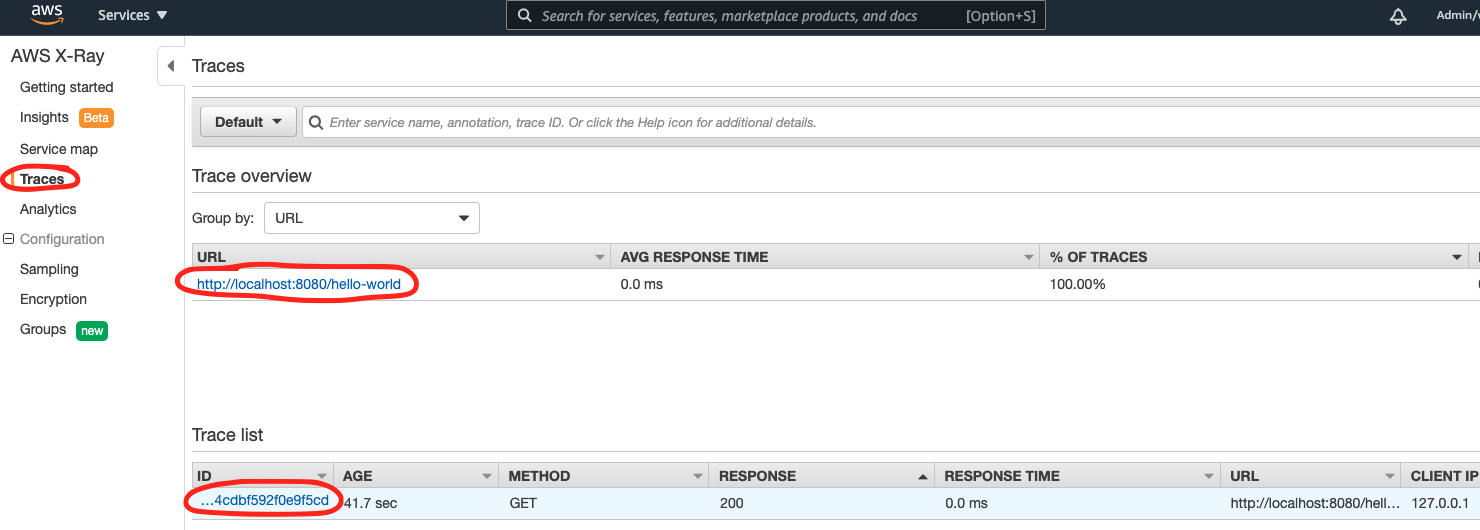 aws Services Search for services, features, marketplace products, and docs [Option+S] Admin/
AWS X-Ray
Getting started
Insights Beta
Service map
Traces
Analytics
Configuration
Sampling
Encryption
Groups new
Traces
Default Enter service name, annotation, trace ID. Or click the Help icon for additional details.
Trace overview
Group by: URL
URL AVG RESPONSE TIME % OF TRACES
http://localhost:8080/hello-world 0.0 ms 100.00%
Trace list
ID AGE METHOD RESPONSE RESPONSE TIME URL CLIENT IP
...4cdbf592f0e9f5cd 41.7 sec GET 200 0.0 ms http://localhost:8080/hell... 127.0.0.1